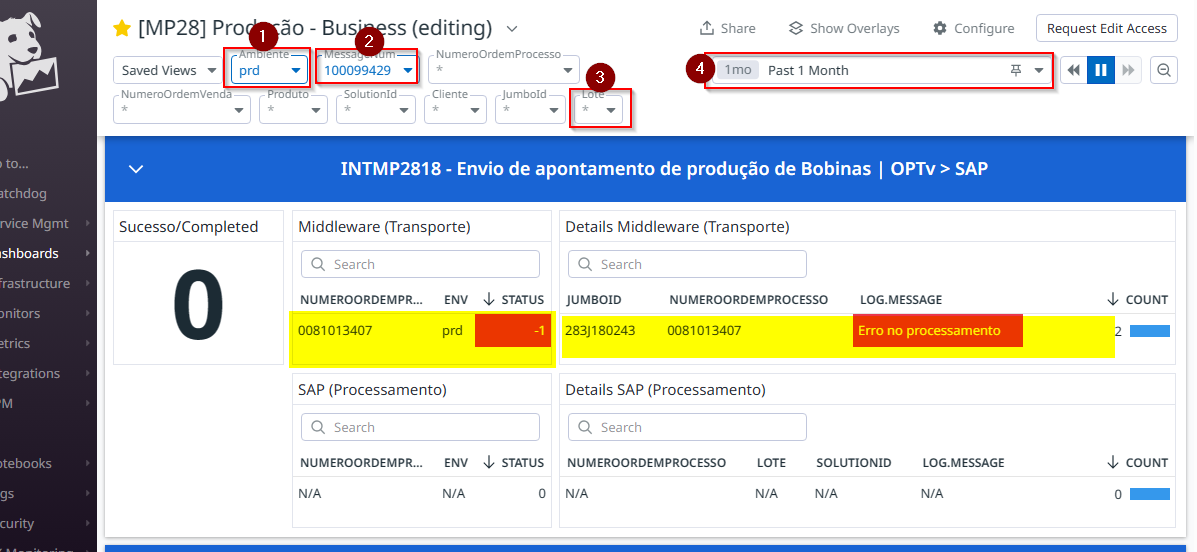 [MP28] Produção - Business (editing)
Share
Show Overlays
Configure
Request Edit Access
1
2
3
4
Saved Views
Ambiente
prd
MessageNum
100099429
NumeroOrdemProcesso
*
1mo Past 1 Month
NumeroOrdemVenda
*
Produto
*
SolutionId
*
Cliente
*
JumboId
*
Lote
*
o to...
atchdog
rvice Mgmt
shboards
frastructure
onitors
etrics
tegrations
PM
otebooks
gs
curity
Monitoring
INTMP2818 - Envio de apontamento de produção de Bobinas | OPTv > SAP
Sucesso/Completed
0
Middleware (Transporte)
Search
NUMEROORDEMPR... ENV STATUS
0081013407 prd -1
Details Middleware (Transporte)
Search
JUMBOID NUMEROORDEMPROCESSO LOG.MESSAGE COUNT
283J180243 0081013407 Erro no processamento 2
SAP (Processamento)
Search
NUMEROORDEMPR... ENV STATUS
N/A N/A 0
Details SAP (Processamento)
Search
NUMEROORDEMPROCESSO LOTE SOLUTIONID LOG.MESSAGE COUNT
N/A N/A N/A N/A 0